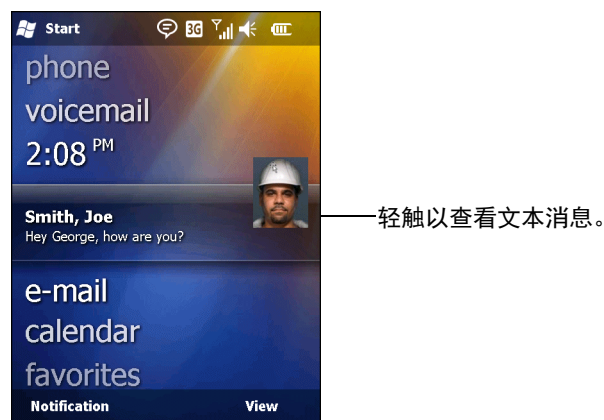 Start 3G
phone
voicemail
2:08 PM
Smith, Joe
Hey George, how are you?
轻触以查看文本消息。
e-mail
calendar
favorites
Notification View